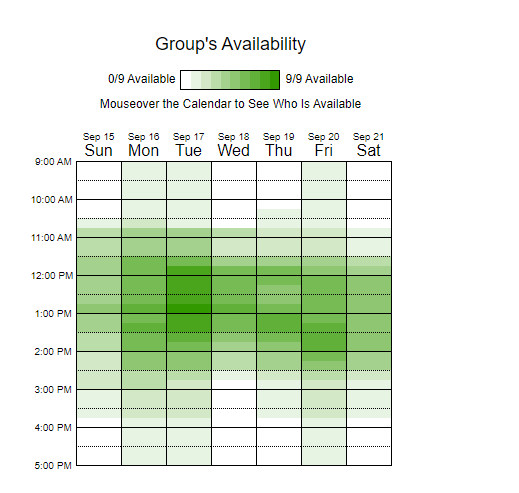 Group's Availability
0/9 Available 9/9 Available
Mouseover the Calendar to See Who Is Available
Sep 15 Sep 16 Sep 17 Sep 18 Sep 19 Sep 20 Sep 21
Sun Mon Tue Wed Thu Fri Sat
9:00 AM
10:00 AM
11:00 AM
12:00 PM
1:00 PM
2:00 PM
3:00 PM
4:00 PM
5:00 PM